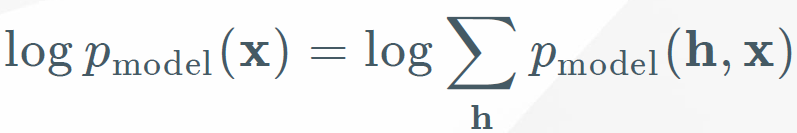 log p_model(𝐱) = log ∑_𝐡 p_model(𝐡, 𝐱)